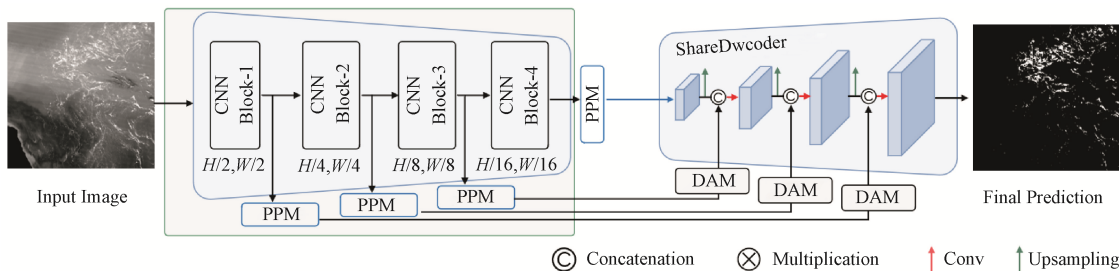 ShareDwcoder
CNN
Block-1
CNN
Block-2
CNN
Block-3
CNN
Block-4
PPM
H/2,W/2
H/4,W/4
H/8,W/8
H/16,W/16
PPM
PPM
PPM
DAM
DAM
DAM
Input Image
Final Prediction
C
C
C
C Concatenation
Multiplication
Conv
Upsampling